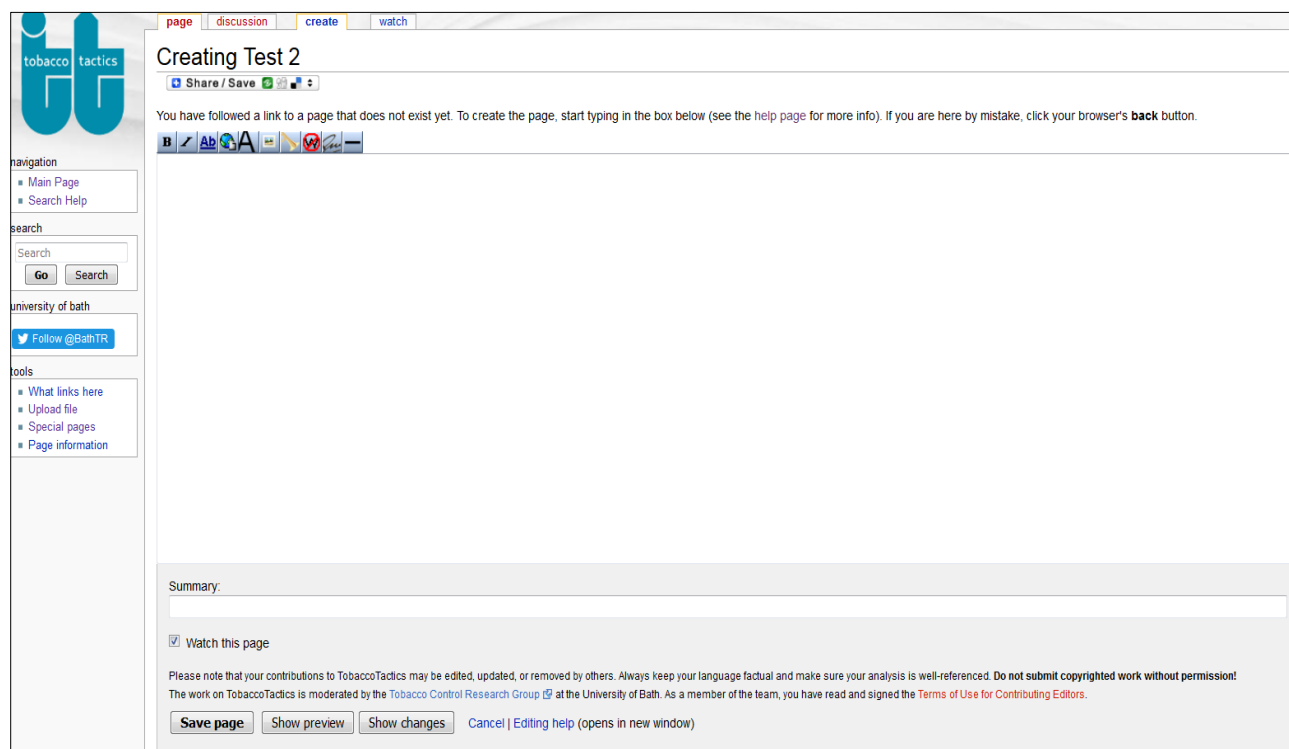 page discussion create watch
tobacco tactics
Creating Test 2
Share / Save
You have followed a link to a page that does not exist yet. To create the page, start typing in the box below (see the help page for more info). If you are here by mistake, click your browser's back button.
B I Ab A
navigation
Main Page
Search Help
search
Search
Go Search
university of bath
Follow @BathTR
tools
What links here
Upload file
Special pages
Page information
Summary:
Watch this page
Please note that your contributions to TobaccoTactics may be edited, updated, or removed by others. Always keep your language factual and make sure your analysis is well-referenced. Do not submit copyrighted work without permission!
The work on TobaccoTactics is moderated by the Tobacco Control Research Group at the University of Bath. As a member of the team, you have read and signed the Terms of Use for Contributing Editors.
Save page Show preview Show changes Cancel | Editing help (opens in new window)